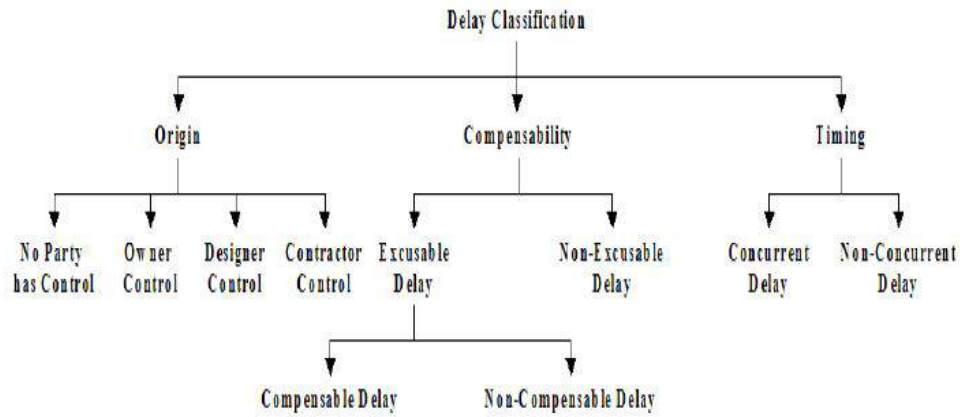 Delay Classification
Origin
Compensability
Timing
No Party
has Control
Owner
Control
Designer
Control
Contractor
Control
Excusable
Delay
Non-Excusable
Delay
Concurrent
Delay
Non-Concurrent
Delay
Compensable Delay
Non-Compensable Delay